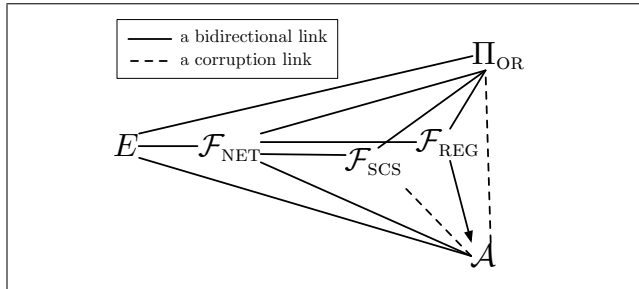 a bidirectional link
a corruption link
Π_OR
E
ℱ_NET
ℱ_SCS
ℱ_REG
𝒜